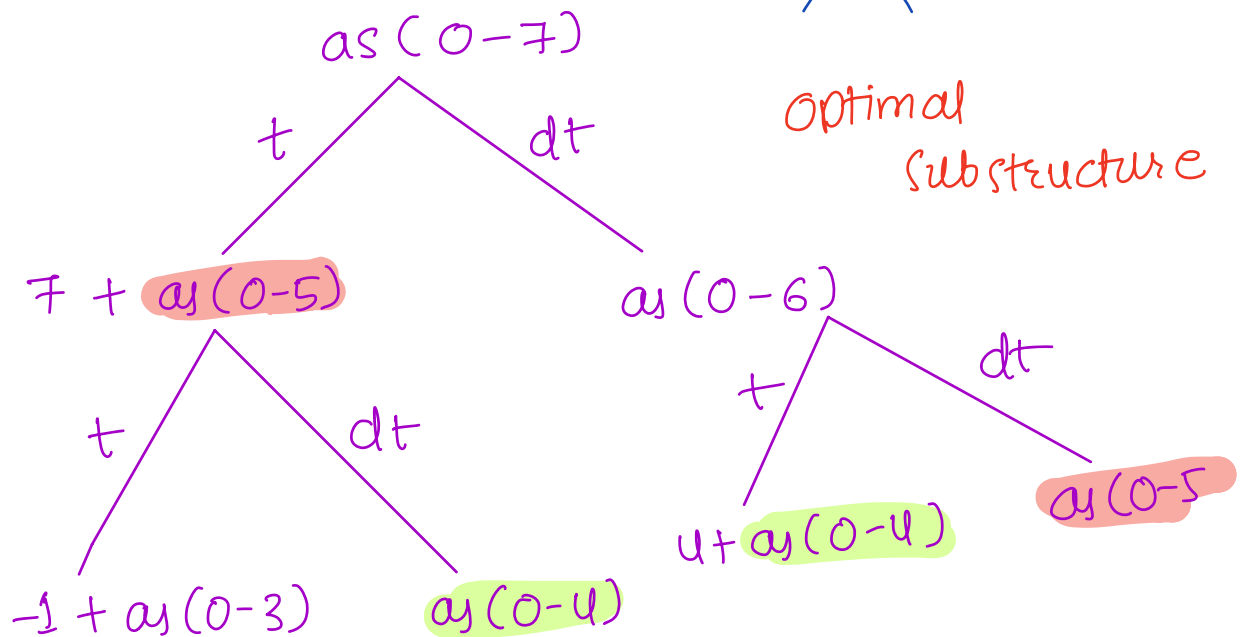 as(0-7)
optimal
substructure
t
dt
7 + as(0-5)
as(0-6)
t
dt
t
dt
as(0-5
4+ as(0-4)
-1 + as(0-3)
as(0-4)